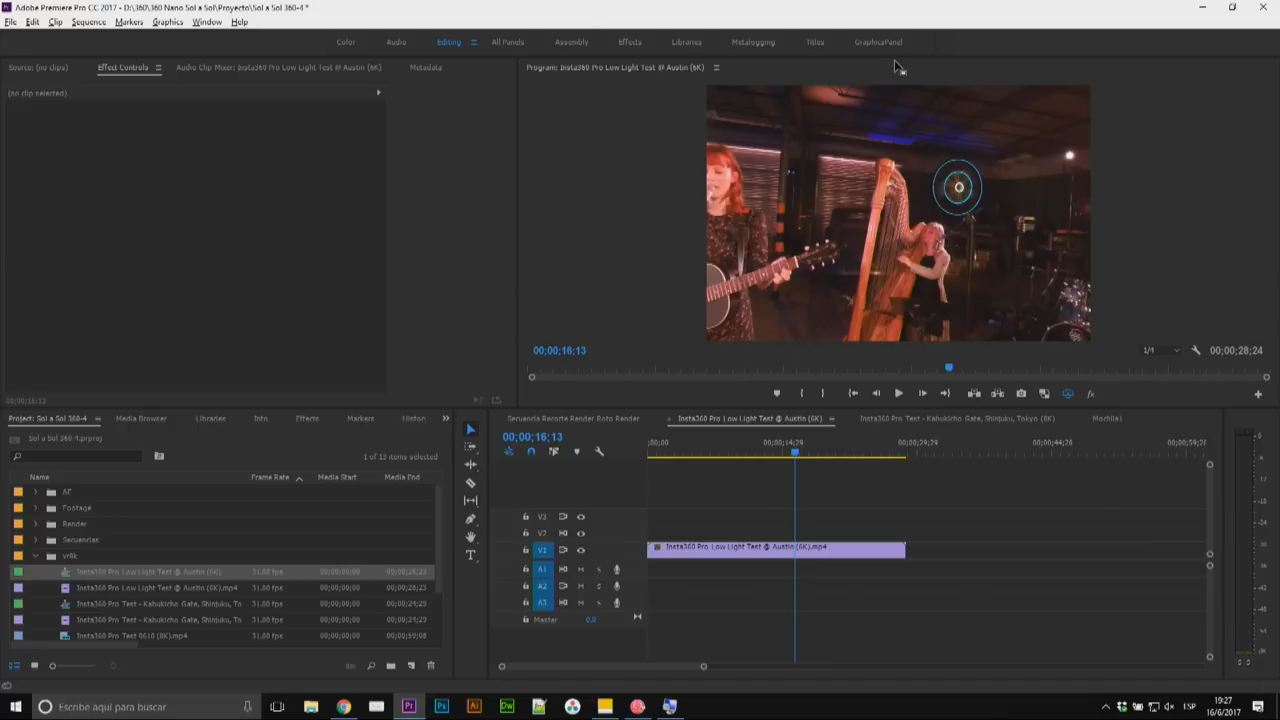 Adobe Premiere Pro CC 2017 - D:\360\360 Nano Sol a Sol\Proyecto\Sol a Sol 360-4 *
File Edit Clip Sequence Markers Graphics Window Help
Color Audio Editing All Panels Assembly Effects Libraries Metalogging Titles GraphicsPanel
Source: (no clips) Effect Controls Audio Clip Mixer: Insta360 Pro Low Light Test @ Austin (6K) Metadata
Program: Insta360 Pro Low Light Test @ Austin (6K)
(no clip selected)
00;00;16;13 1/4 00;00;28;24
00;00;16;12
Project: Sol a Sol 360-4 Media Browser Libraries Info Effects Markers Histor
Sol a Sol 360-4.prproj
1 of 13 items selected
Name Frame Rate Media Start Media End
AE
Footage
Render
Secuencias
vr8k
Insta360 Pro Low Light Test @ Austin (6K) 31.00 fps 00;00;00;00 00;00;28;23
Insta360 Pro Low Light Test @ Austin (6K).mp4 31.00 fps 00;00;00;00 00;00;28;23
Insta360 Pro Test - Kabukicho Gate, Shinjuku, To 31.00 fps 00;00;00;00 00;00;24;29
Insta360 Pro Test - Kabukicho Gate, Shinjuku, To 31.00 fps 00;00;00;00 00;00;24;29
Insta360 Pro Test 0610 (8K).mp4 31.00 fps 00;00;00;00 00;00;59;08
Secuencia Recorte Render Roto Render Insta360 Pro Low Light Test @ Austin (6K) Insta360 Pro Test - Kabukicho Gate, Shinjuku, Tokyo (8K) Mochila1
00;00;16;13
;00;00 00;00;14;29 00;00;29;29 00;00;44;28 00;00;59;28
V3
V2
V1 Insta360 Pro Low Light Test @ Austin (6K).mp4
A1 M S
A2 M S
A3 M S
Master 0.0
Escribe aquí para buscar
ESP
19:27
16/6/2017